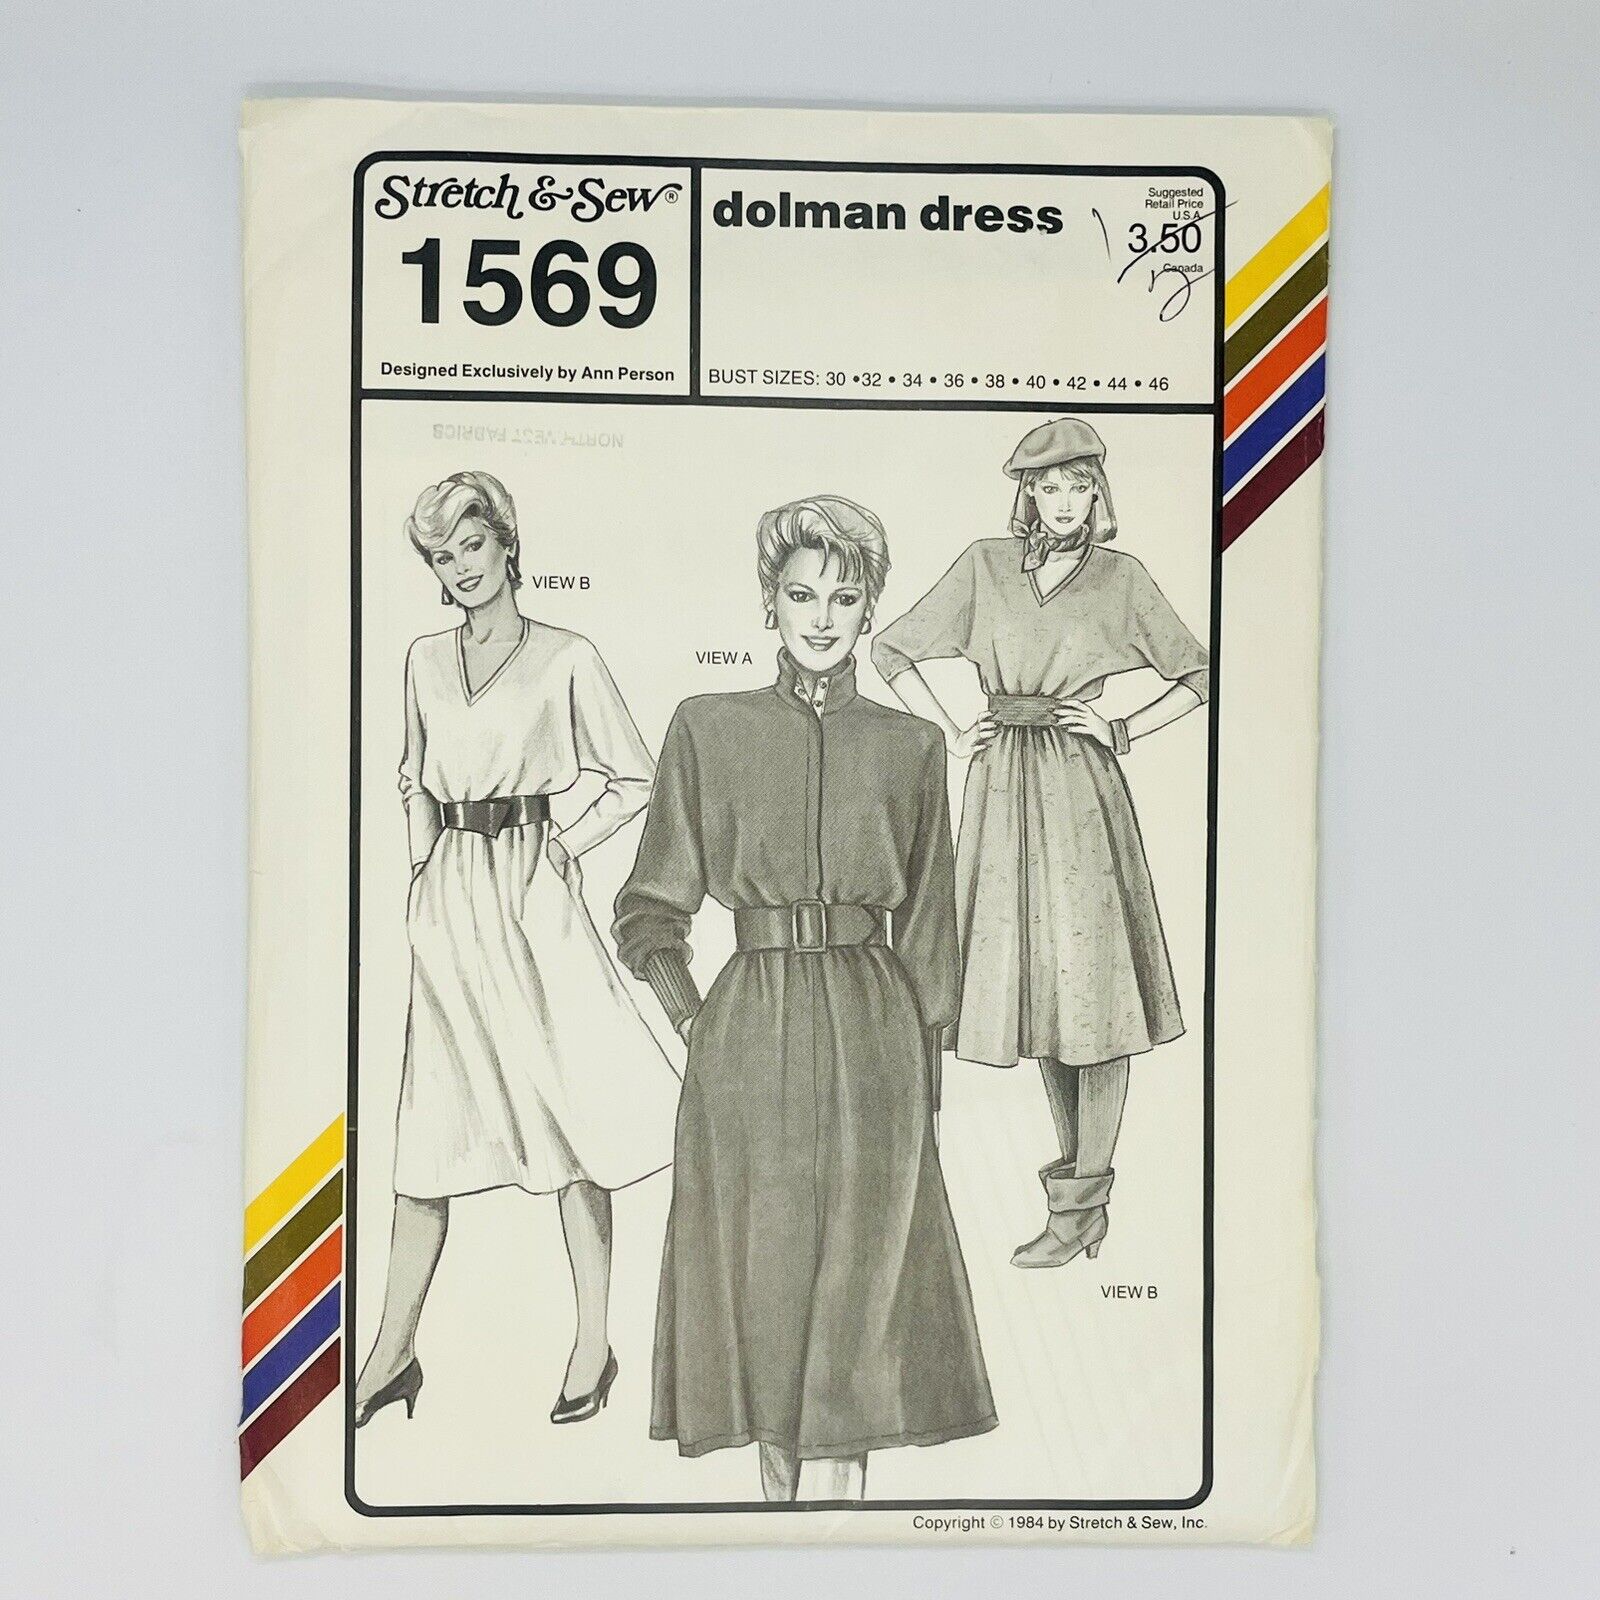 Stretch & Sew®
1569
Designed Exclusively by Ann Person
dolman dress
Suggested
Retail Price
U.S.A.
3.50
Canada
BUST SIZES: 30 • 32 • 34 • 36 • 38 • 40 • 42 • 44 • 46
NORTHWEST FABRICS
VIEW B
VIEW A
VIEW B
Copyright © 1984 by Stretch & Sew, Inc.